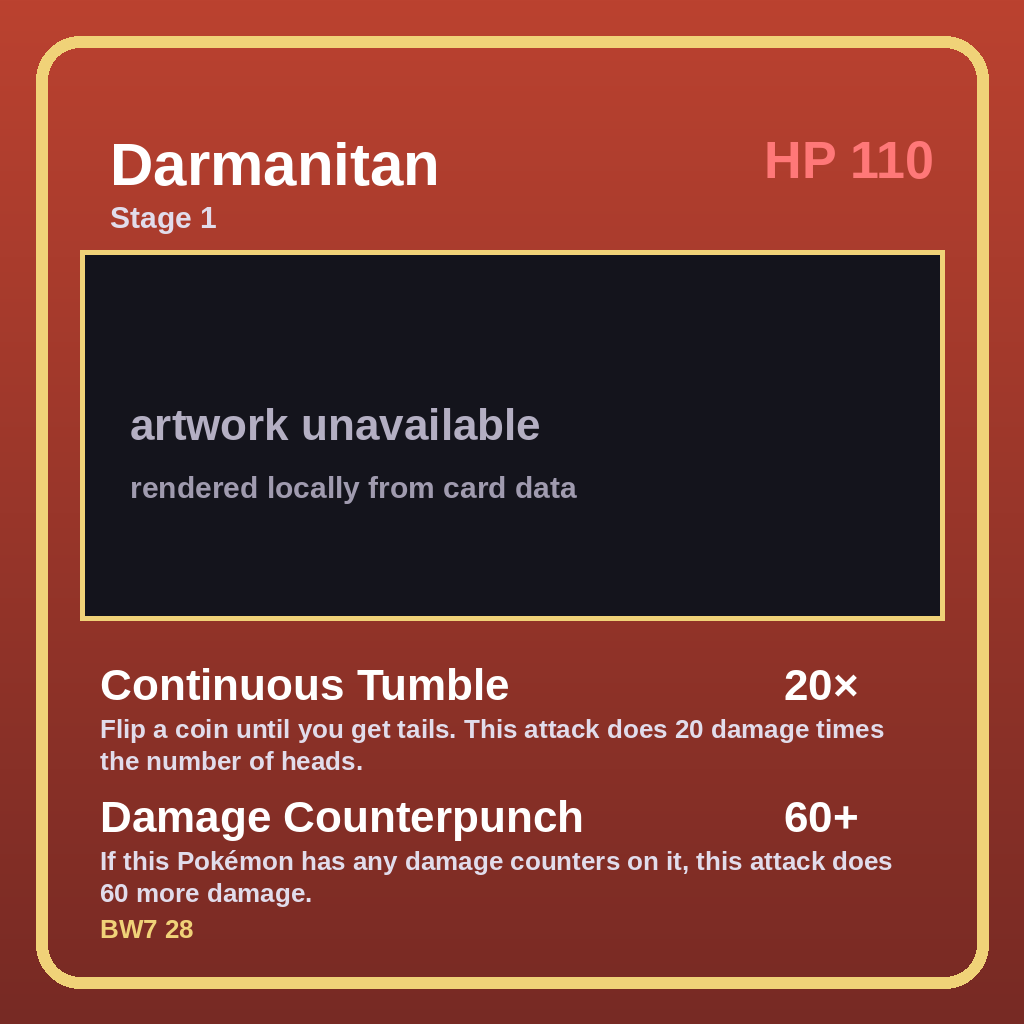 Darmanitan
HP 110
Stage 1
artwork unavailable
rendered locally from card data
Continuous Tumble 20×
Flip a coin until you get tails. This attack does 20 damage times
the number of heads.
Damage Counterpunch 60+
If this Pokémon has any damage counters on it, this attack does
60 more damage.
BW7 28